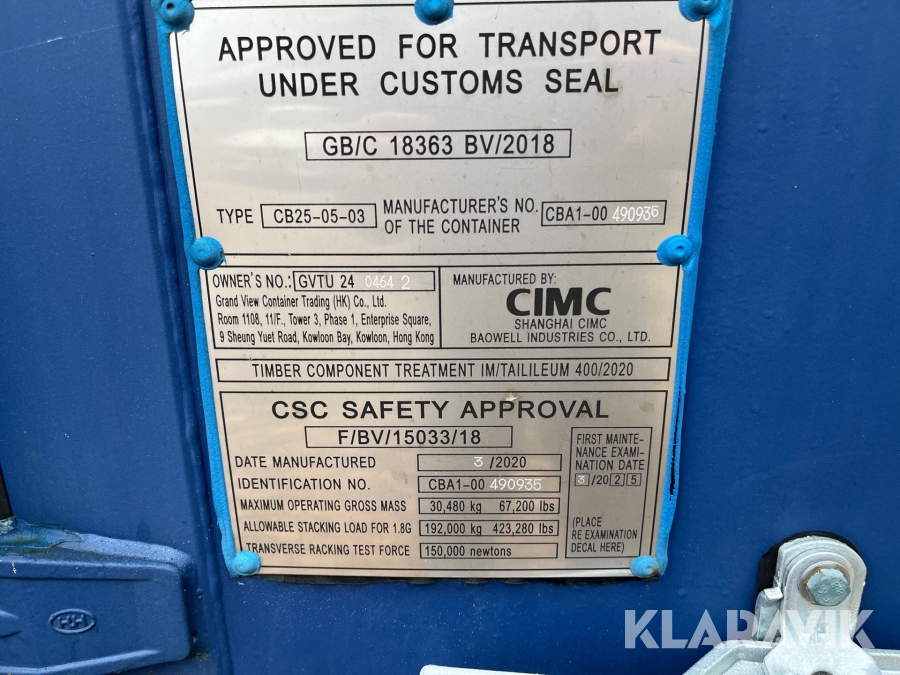 APPROVED FOR TRANSPORT
UNDER CUSTOMS SEAL
GB/C 18363 BV/2018
TYPE CB25-05-03 MANUFACTURER'S NO. OF THE CONTAINER CBA1-00 490935
OWNER'S NO.: GVTU 24 0464 2
Grand View Container Trading (HK) Co., Ltd.
Room 1108, 11/F., Tower 3, Phase 1, Enterprise Square,
9 Sheung Yuet Road, Kowloon Bay, Kowloon, Hong Kong
MANUFACTURED BY:
CIMC
SHANGHAI CIMC
BAOWELL INDUSTRIES CO., LTD.
TIMBER COMPONENT TREATMENT IM/TAILILEUM 400/2020
CSC SAFETY APPROVAL
F/BV/15033/18
DATE MANUFACTURED 3 /2020
IDENTIFICATION NO. CBA1-00 490935
MAXIMUM OPERATING GROSS MASS 30,480 kg 67,200 lbs
ALLOWABLE STACKING LOAD FOR 1.8G 192,000 kg 423,280 lbs
TRANSVERSE RACKING TEST FORCE 150,000 newtons
FIRST MAINTE-
NANCE EXAMI-
NATION DATE
3/2025
(PLACE
RE EXAMINATION
DECAL HERE)
HH
KLARAVIK